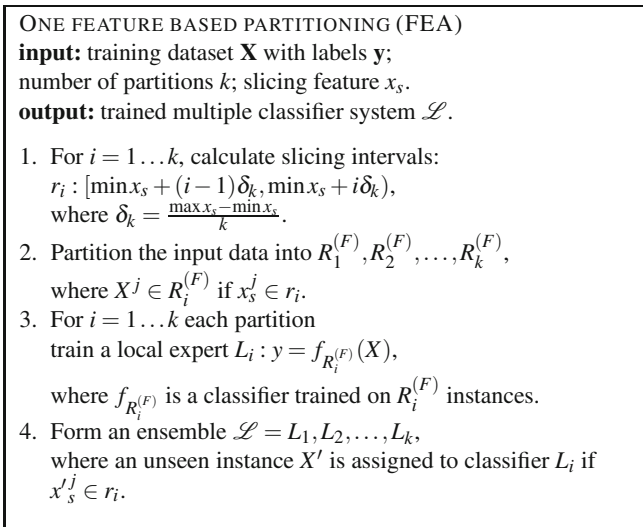 ONE FEATURE BASED PARTITIONING (FEA)
input: training dataset X with labels y;
number of partitions k; slicing feature x_s.
output: trained multiple classifier system ℒ.
1. For i = 1...k, calculate slicing intervals:
r_i : [min x_s + (i − 1)δ_k, min x_s + iδ_k),
where δ_k = (max x_s − min x_s)/k.
2. Partition the input data into R_1^(F), R_2^(F), ..., R_k^(F),
where X^j ∈ R_i^(F) if x_s^j ∈ r_i.
3. For i = 1...k each partition
train a local expert L_i : y = f_{R_i^(F)}(X),
where f_{R_i^(F)} is a classifier trained on R_i^(F) instances.
4. Form an ensemble ℒ = L_1, L_2, ..., L_k,
where an unseen instance X′ is assigned to classifier L_i if
x′_s^j ∈ r_i.